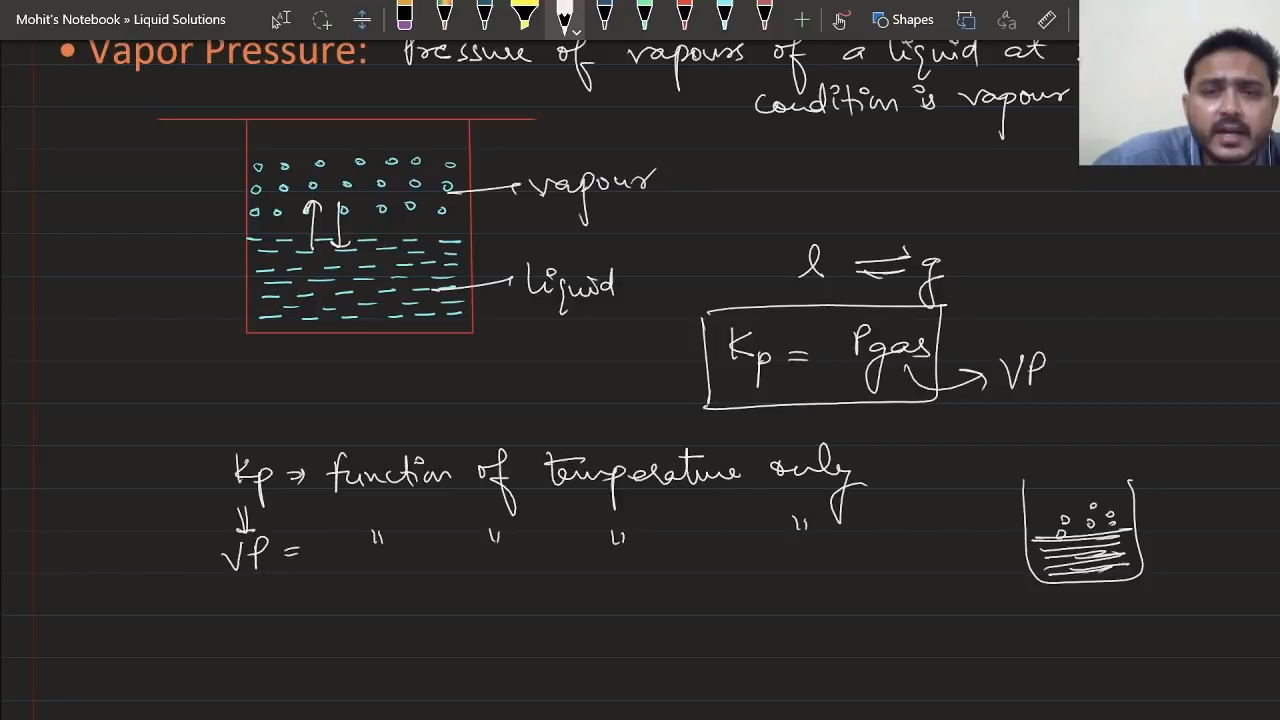 Mohit's Notebook » Liquid Solutions
Shapes
• Vapor Pressure: Pressure of vapours of a liquid at
condition is vapour
vapour
liquid
l ⇌ g
Kp = Pgas → VP
Kp → function of temperature only
⇓
VP = " " " "